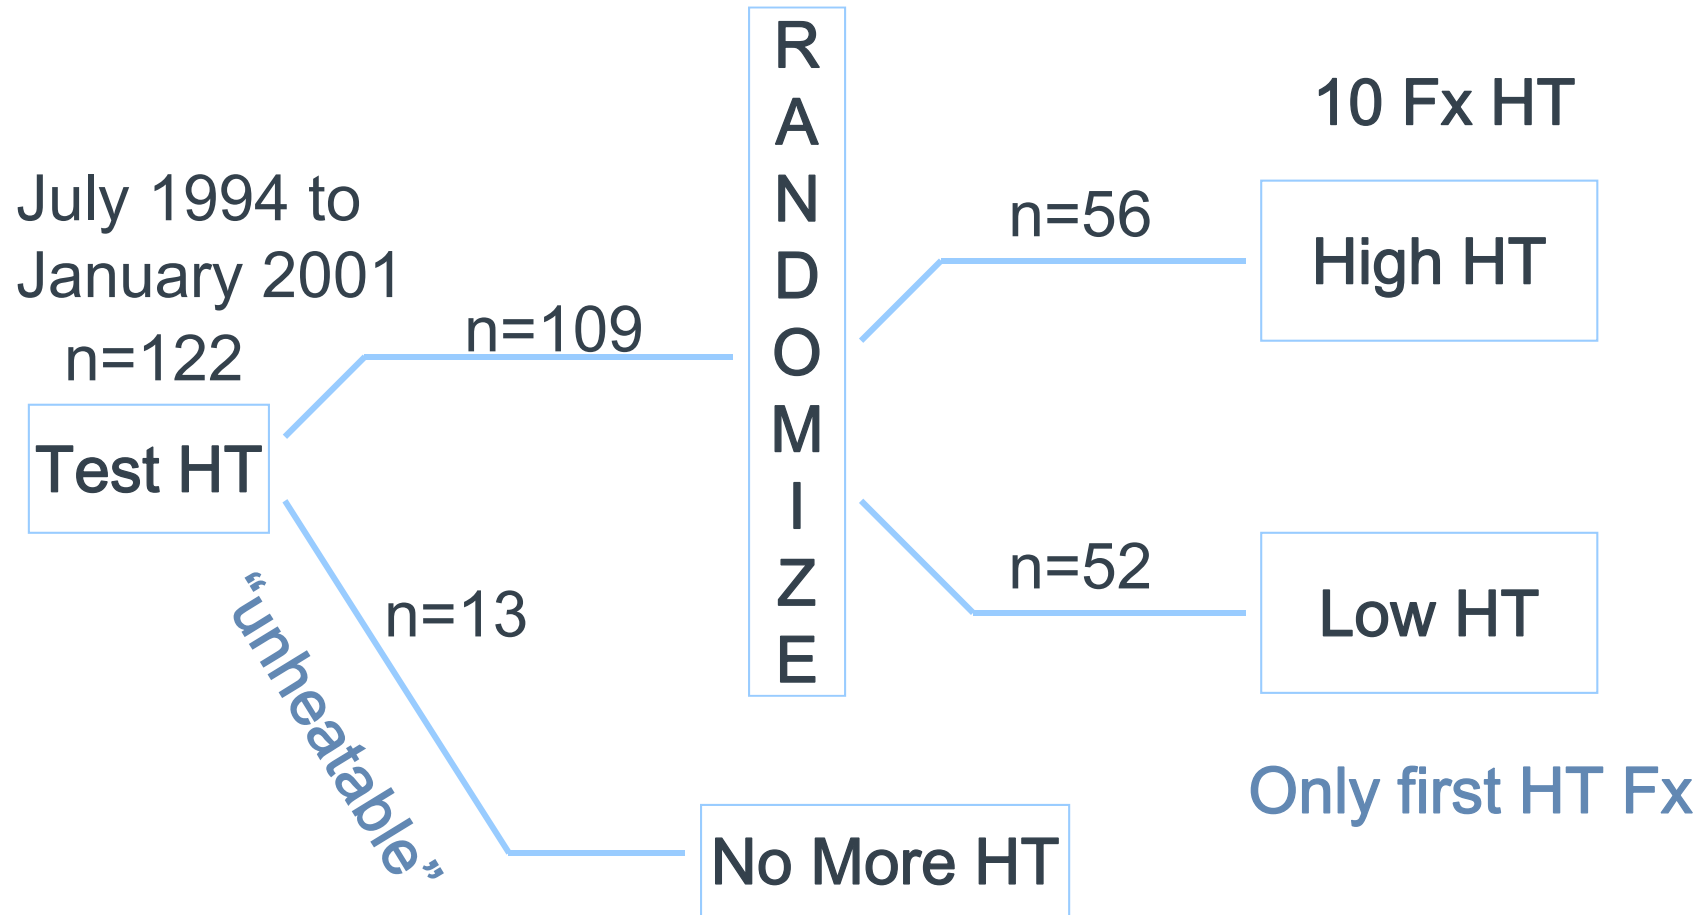 July 1994 to
January 2001
n=122
Test HT
n=109
n=13
“unheatable”
R
A
N
D
O
M
I
Z
E
No More HT
10 Fx HT
n=56
High HT
n=52
Low HT
Only first HT Fx